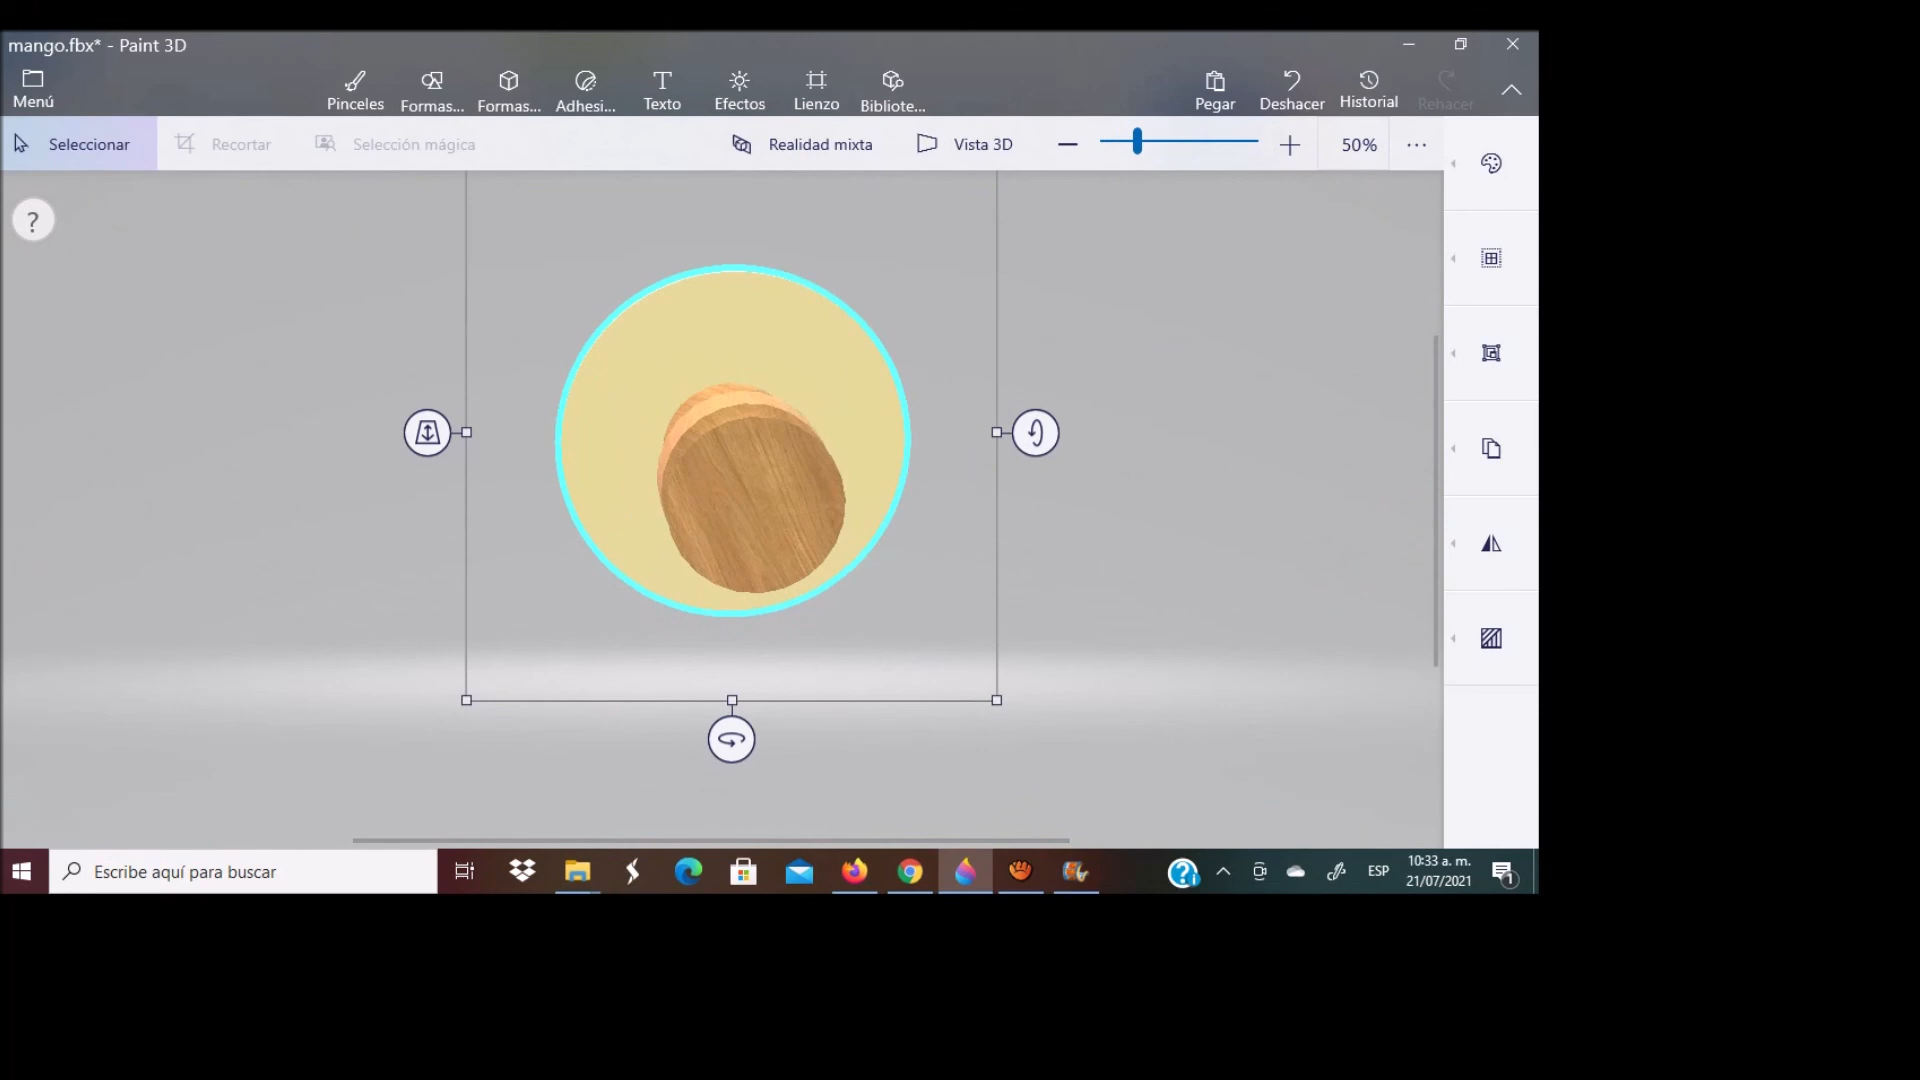 mango.fbx* - Paint 3D
Menú
Pinceles
Formas...
Formas...
Adhesi...
Texto
Efectos
Lienzo
Bibliote...
Pegar
Deshacer
Historial
Rehacer
Seleccionar
Recortar
Selección mágica
Realidad mixta
Vista 3D
50%
?
Escribe aquí para buscar
ESP
10:33 a. m.
21/07/2021
1